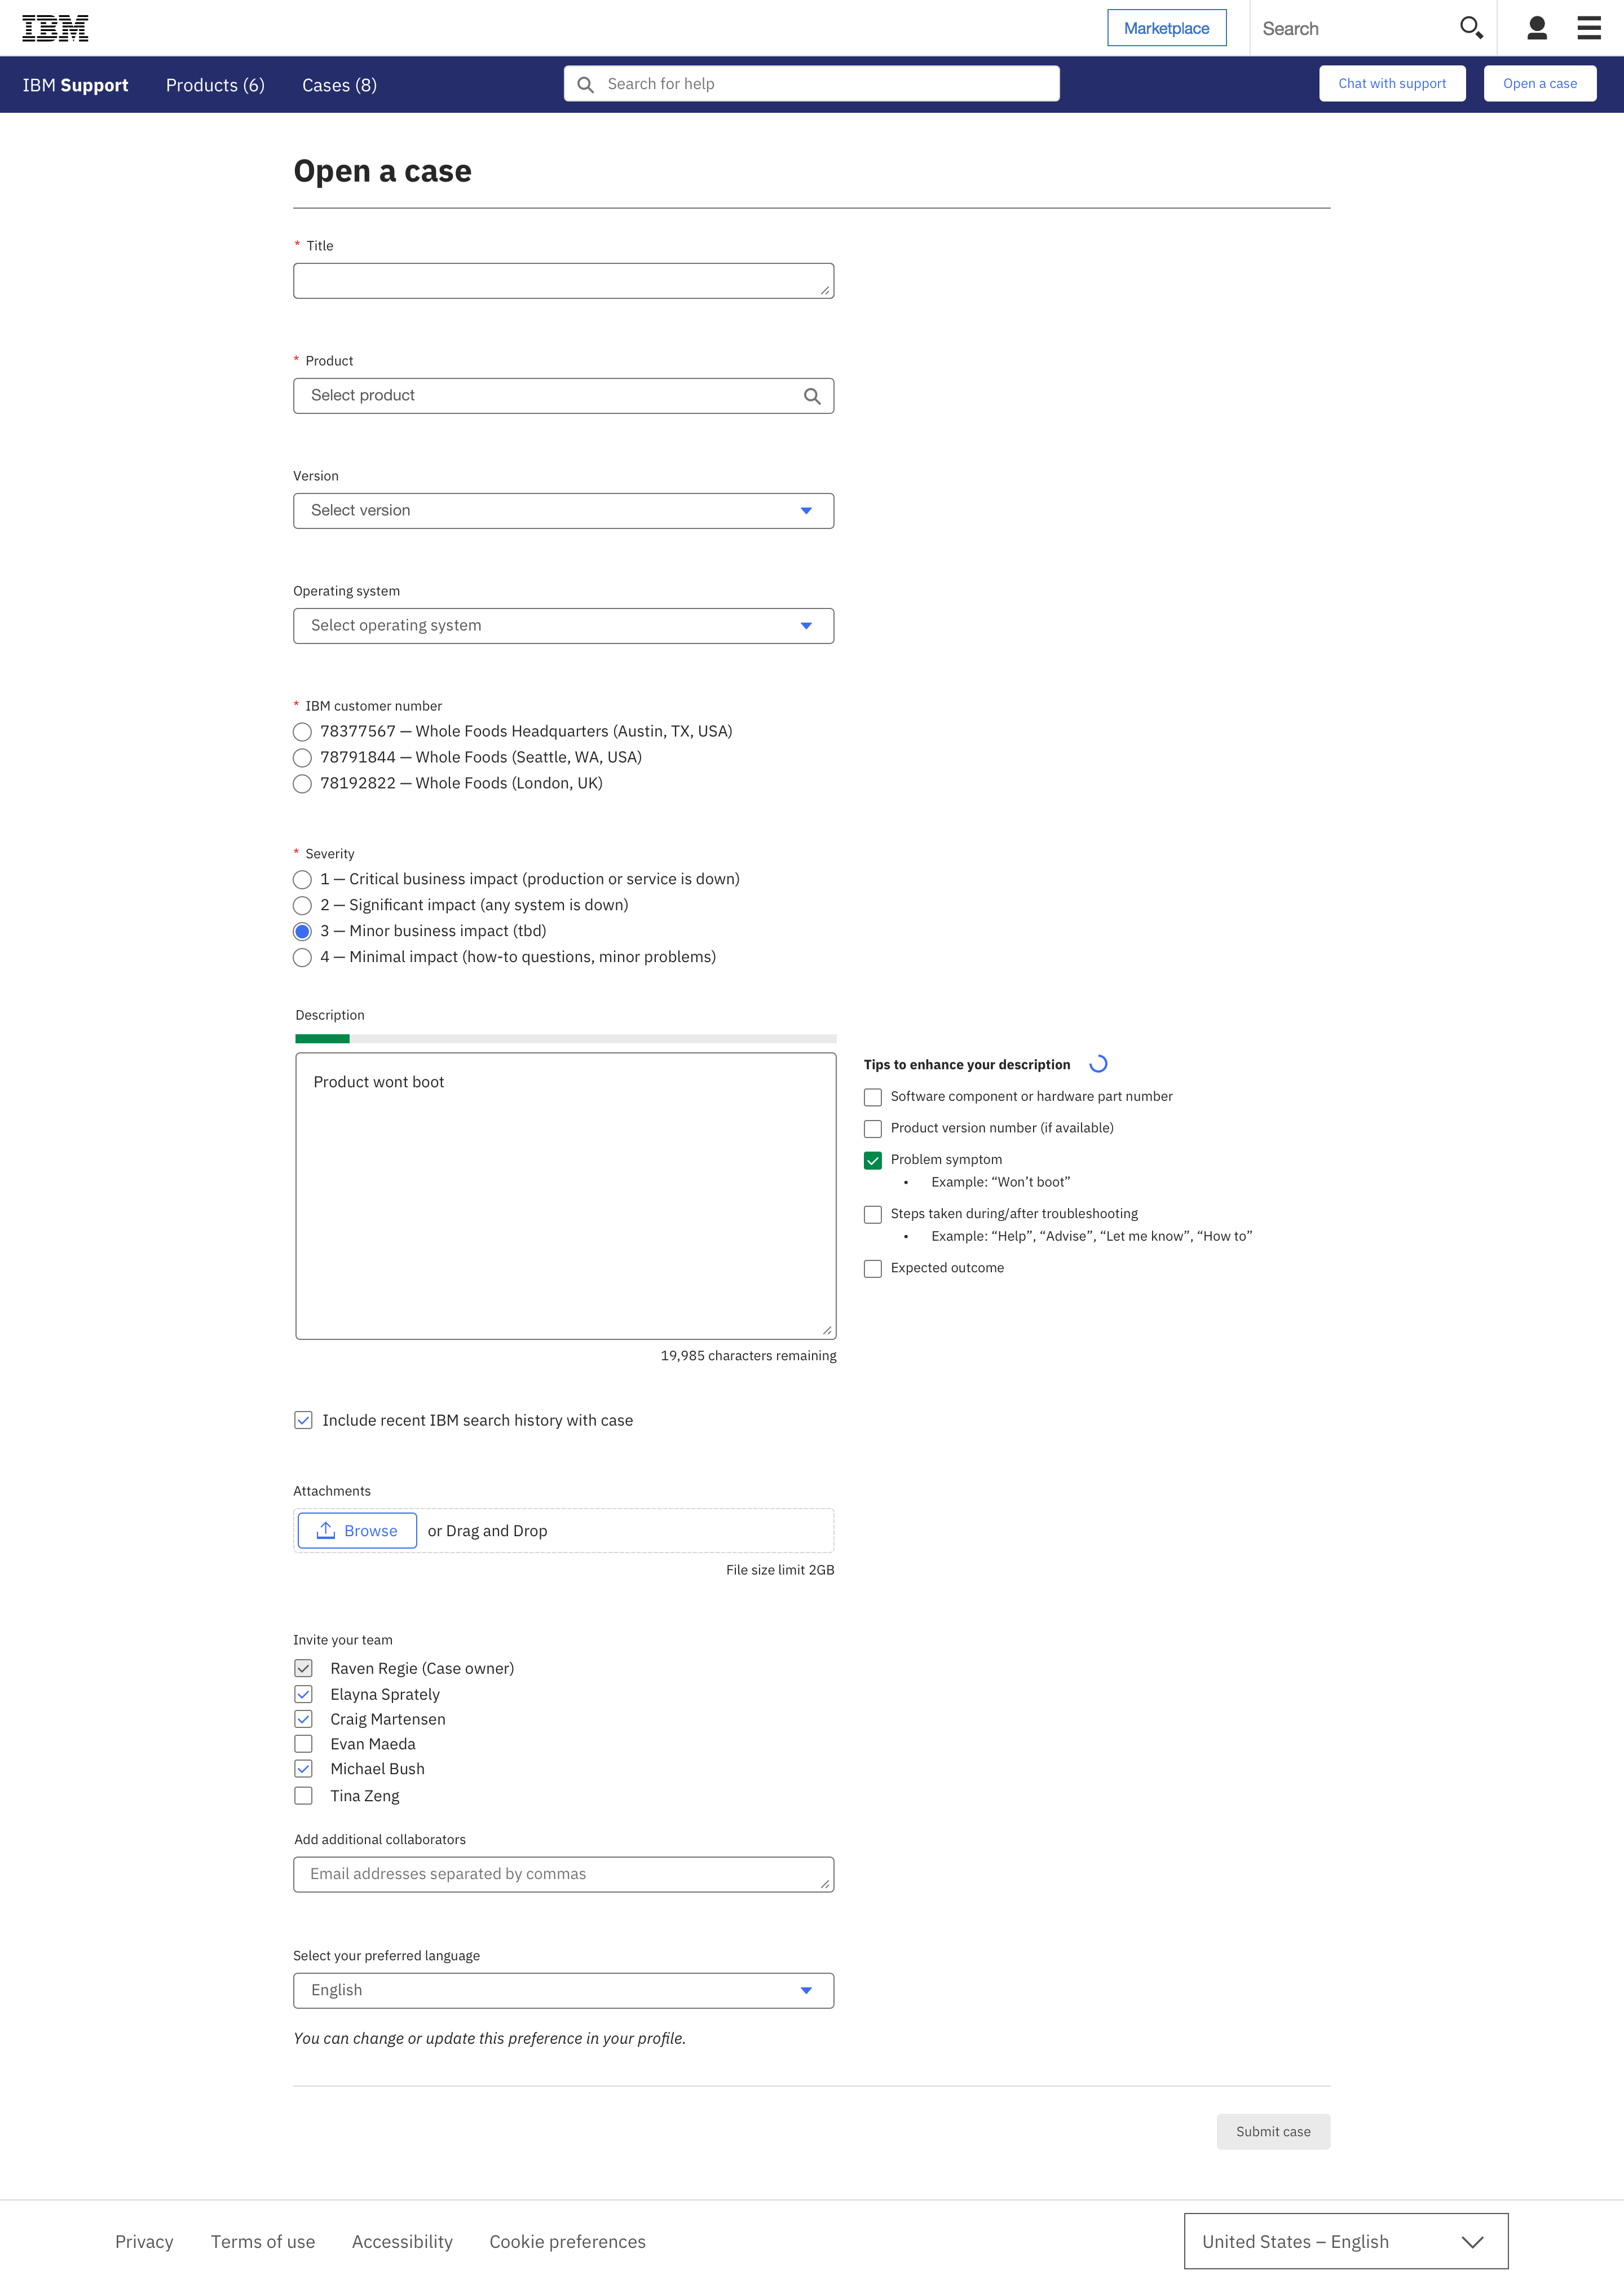 IBM
Marketplace
Search
IBM Support
Products (6)
Cases (8)
Search for help
Chat with support
Open a case
Open a case
* Title
* Product
Select product
Version
Select version
Operating system
Select operating system
* IBM customer number
78377567 — Whole Foods Headquarters (Austin, TX, USA)
78791844 — Whole Foods (Seattle, WA, USA)
78192822 — Whole Foods (London, UK)
* Severity
1 — Critical business impact (production or service is down)
2 — Significant impact (any system is down)
3 — Minor business impact (tbd)
4 — Minimal impact (how-to questions, minor problems)
Description
Product wont boot
19,985 characters remaining
Tips to enhance your description
Software component or hardware part number
Product version number (if available)
Problem symptom
• Example: “Won’t boot”
Steps taken during/after troubleshooting
• Example: “Help”, “Advise”, “Let me know”, “How to”
Expected outcome
Include recent IBM search history with case
Attachments
Browse
or Drag and Drop
File size limit 2GB
Invite your team
Raven Regie (Case owner)
Elayna Sprately
Craig Martensen
Evan Maeda
Michael Bush
Tina Zeng
Add additional collaborators
Email addresses separated by commas
Select your preferred language
English
You can change or update this preference in your profile.
Submit case
Privacy
Terms of use
Accessibility
Cookie preferences
United States – English